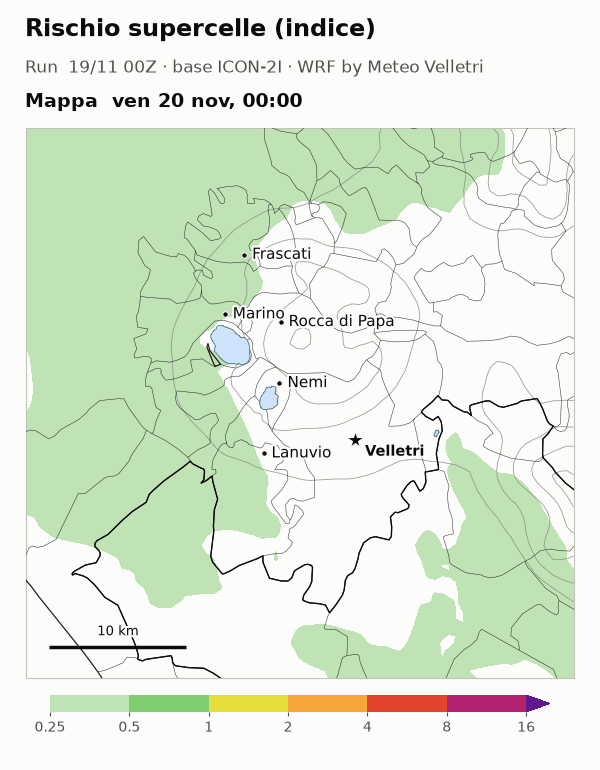 Rischio supercelle (indice)
Run  19/11 00Z · base ICON-2I · WRF by Meteo Velletri
Mappa  ven 20 nov, 00:00
Frascati
Marino
Rocca di Papa
Nemi
Velletri
Lanuvio
10 km
0.25 0.5 1 2 4 8 16